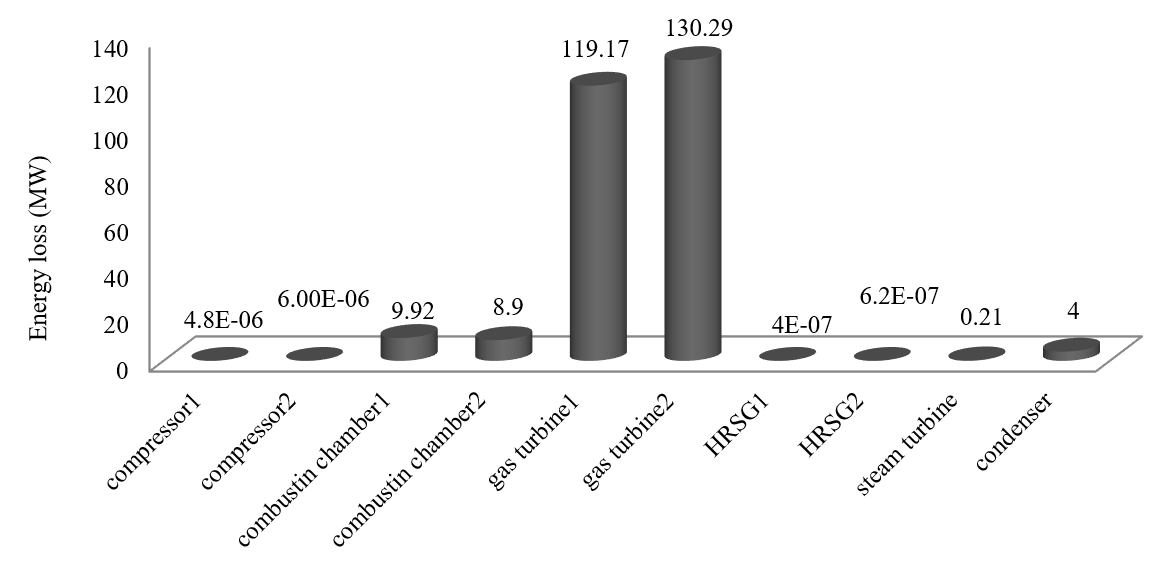 Energy loss (MW)
140
120
100
80
60
40
20
0
4.8E-06
6.00E-06
9.92
8.9
119.17
130.29
4E-07
6.2E-07
0.21
4
compressor1
compressor2
combustin chamber1
combustin chamber2
gas turbine1
gas turbine2
HRSG1
HRSG2
steam turbine
condenser